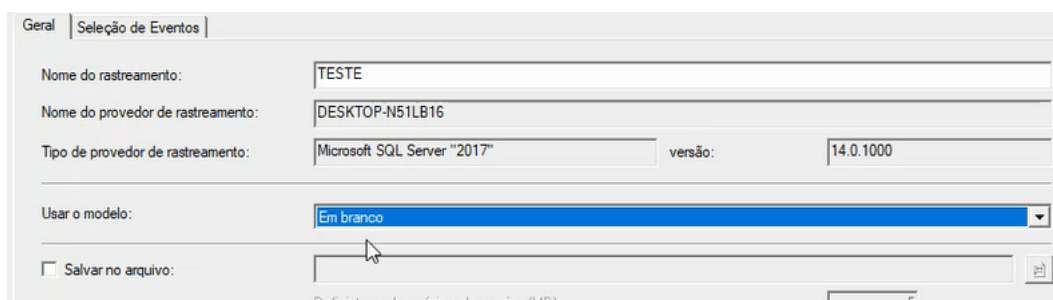 Geral Seleção de Eventos
Nome do rastreamento: TESTE
Nome do provedor de rastreamento: DESKTOP-N51LB16
Tipo de provedor de rastreamento: Microsoft SQL Server "2017" versão: 14.0.1000
Usar o modelo: Em branco
Salvar no arquivo: